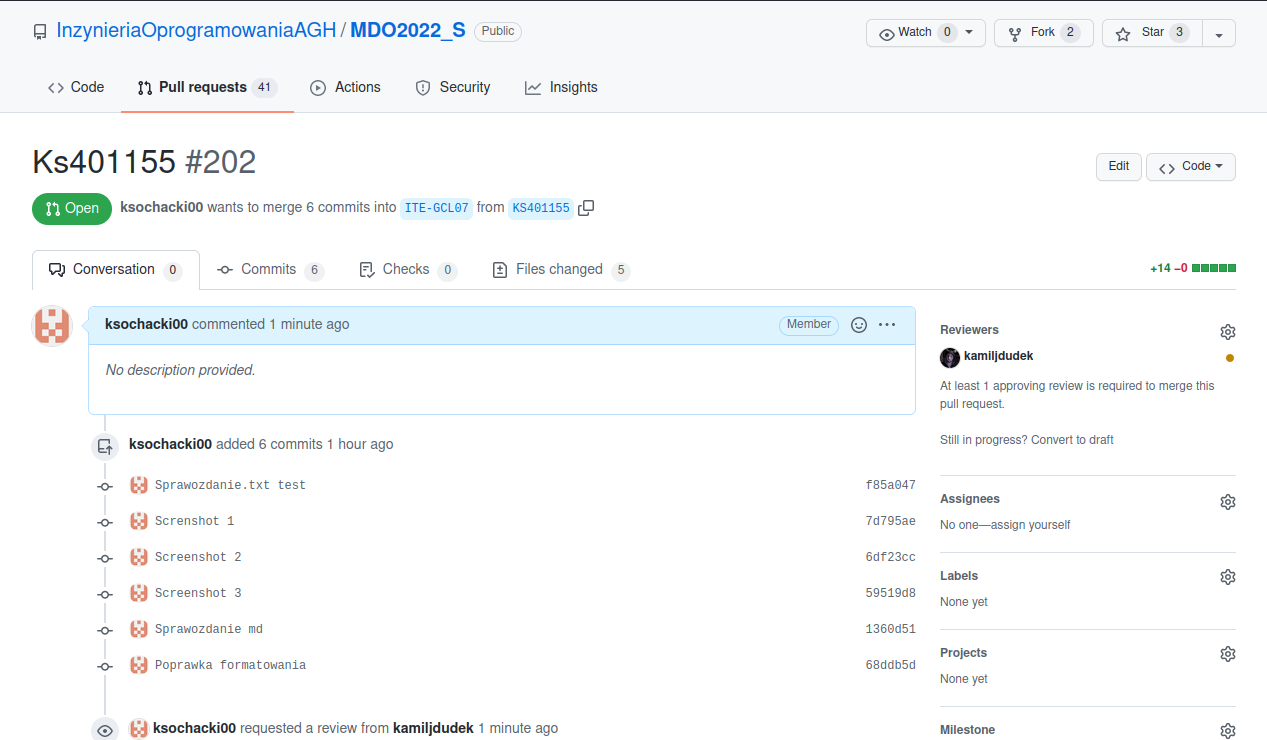 InzynieriaOprogramowaniaAGH / MDO2022_S Public
Watch 0 Fork 2 Star 3
Code Pull requests 41 Actions Security Insights
Ks401155 #202
Edit Code
Open ksochacki00 wants to merge 6 commits into ITE-GCL07 from KS401155
Conversation 0 Commits 6 Checks 0 Files changed 5
+14 −0
ksochacki00 commented 1 minute ago Member
No description provided.
ksochacki00 added 6 commits 1 hour ago
Sprawozdanie.txt test f85a047
Screnshot 1 7d795ae
Screenshot 2 6df23cc
Screenshot 3 59519d8
Sprawozdanie md 1360d51
Poprawka formatowania 68ddb5d
ksochacki00 requested a review from kamiljdudek 1 minute ago
Reviewers
kamiljdudek
At least 1 approving review is required to merge this
pull request.
Still in progress? Convert to draft
Assignees
No one—assign yourself
Labels
None yet
Projects
None yet
Milestone